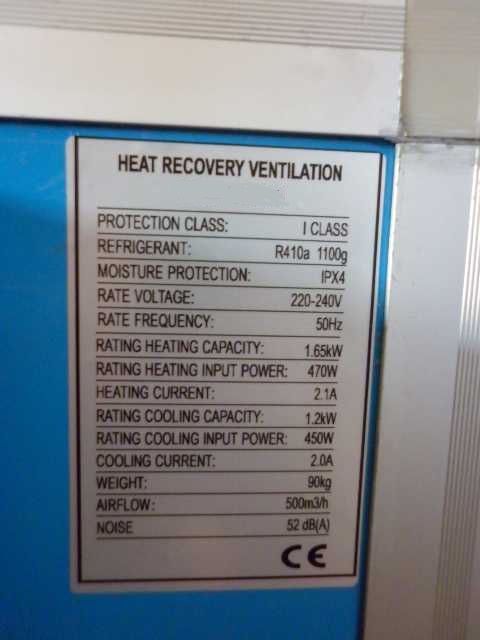 HEAT RECOVERY VENTILATION
PROTECTION CLASS: I CLASS
REFRIGERANT: R410a 1100g
MOISTURE PROTECTION: IPX4
RATE VOLTAGE: 220-240V
RATE FREQUENCY: 50Hz
RATING HEATING CAPACITY: 1.65kW
RATING HEATING INPUT POWER: 470W
HEATING CURRENT: 2.1A
RATING COOLING CAPACITY: 1.2kW
RATING COOLING INPUT POWER: 450W
COOLING CURRENT: 2.0A
WEIGHT: 90kg
AIRFLOW: 500m3/h
NOISE 52 dB(A)
CE